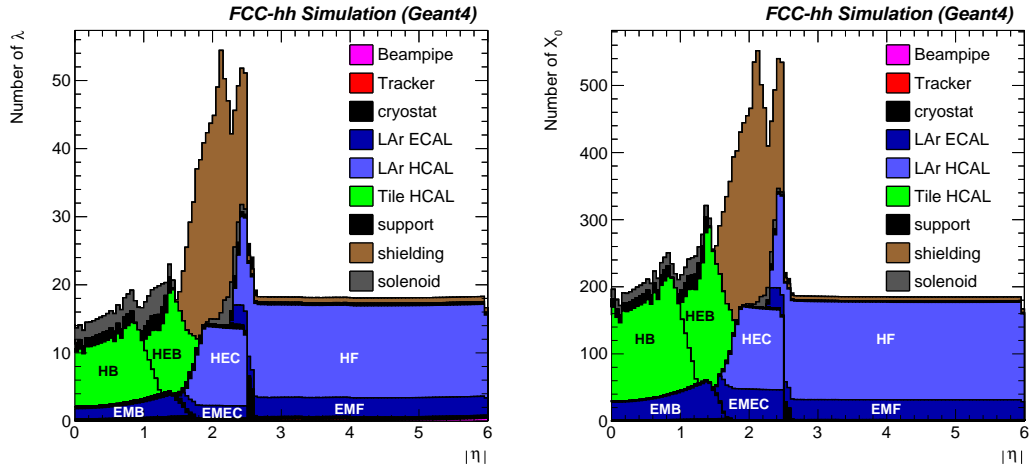 FCC-hh Simulation (Geant4)
Number of λ
50
40
30
20
10
0
Beampipe
Tracker
cryostat
LAr ECAL
LAr HCAL
Tile HCAL
support
shielding
solenoid
HB
HEB
HEC
HF
EMB
EMEC
EMF
0 1 2 3 4 5 6
|η|
FCC-hh Simulation (Geant4)
Number of X₀
500
400
300
200
100
0
Beampipe
Tracker
cryostat
LAr ECAL
LAr HCAL
Tile HCAL
support
shielding
solenoid
HB
HEB
HEC
HF
EMB
EMEC
EMF
0 1 2 3 4 5 6
|η|